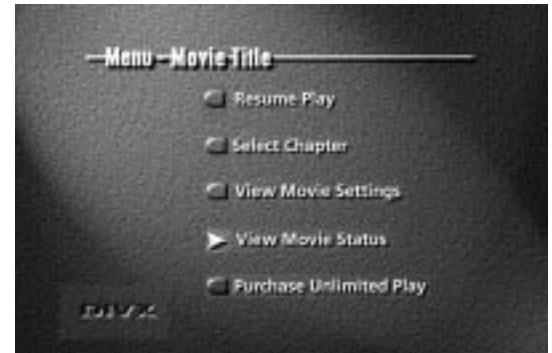 Menu - Movie Title
Resume Play
Select Chapter
View Movie Settings
View Movie Status
Purchase Unlimited Play
DIVX